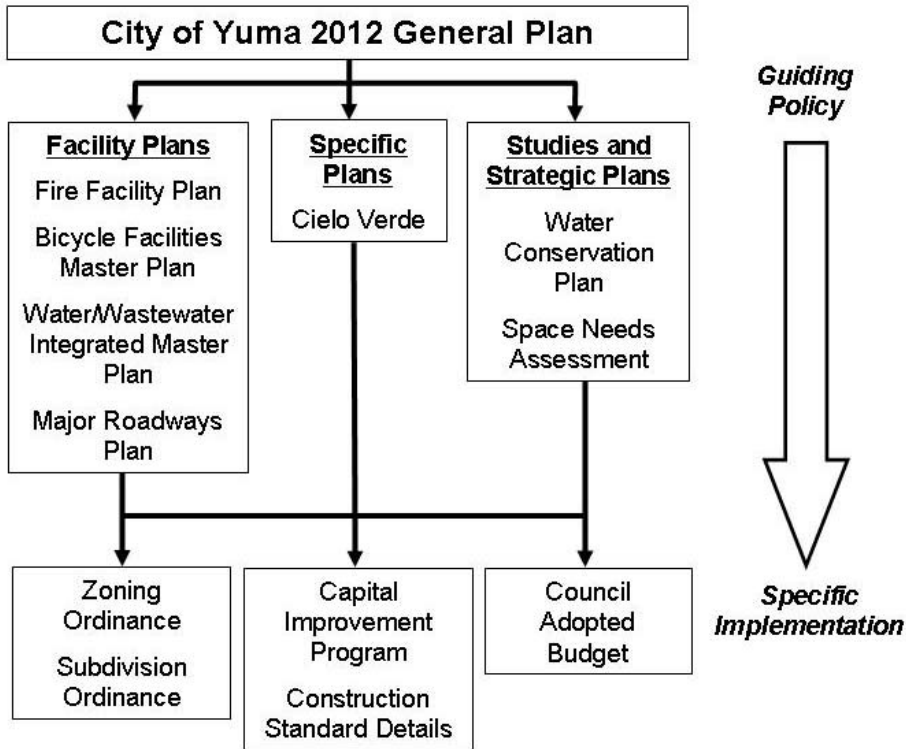 City of Yuma 2012 General Plan
Guiding
Policy
Facility Plans
Fire Facility Plan
Bicycle Facilities
Master Plan
Water/Wastewater
Integrated Master
Plan
Major Roadways
Plan
Specific
Plans
Cielo Verde
Studies and
Strategic Plans
Water
Conservation
Plan
Space Needs
Assessment
Zoning
Ordinance
Subdivision
Ordinance
Capital
Improvement
Program
Construction
Standard Details
Council
Adopted
Budget
Specific
Implementation